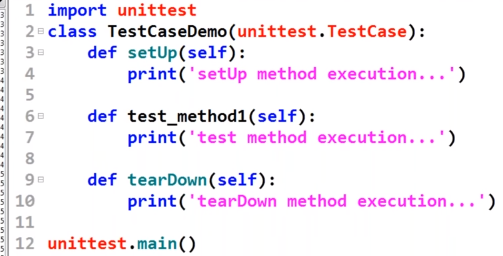 1 import unittest
2 class TestCaseDemo(unittest.TestCase):
3     def setUp(self):
4         print('setUp method execution...')
5
6     def test_method1(self):
7         print('test method execution...')
8
9     def tearDown(self):
10         print('tearDown method execution...')
11
12 unittest.main()